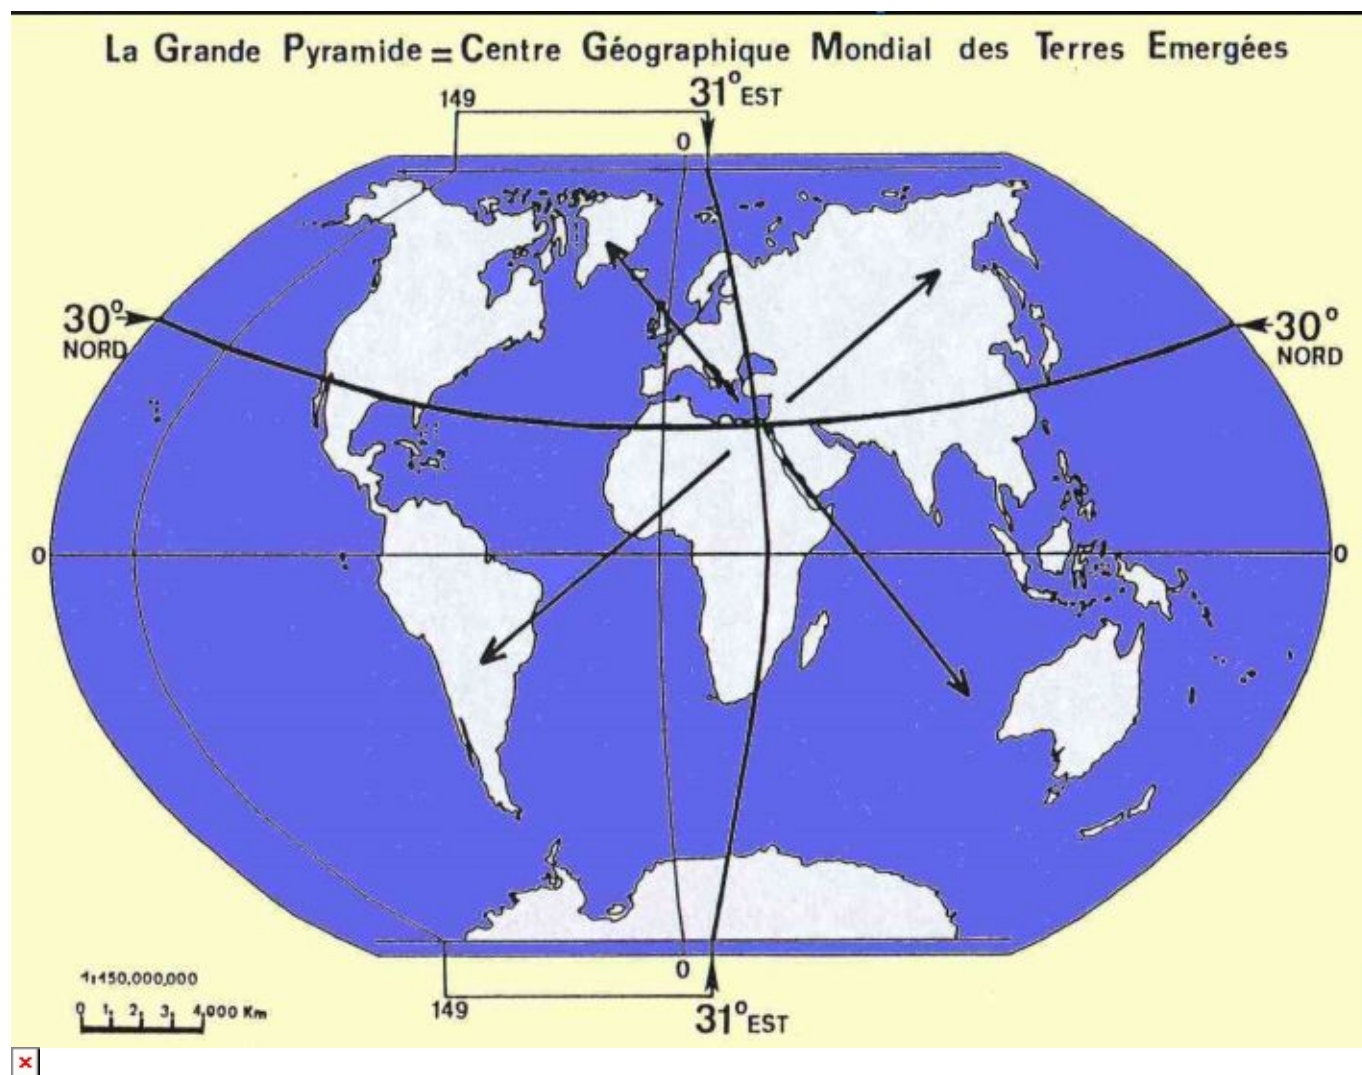 La Grande Pyramide = Centre Géographique Mondial des Terres Emergées
149
31° EST
0
30° NORD
30° NORD
0
0
0
1:150,000,000
0 1 2 3 4,000 Km
149
31° EST